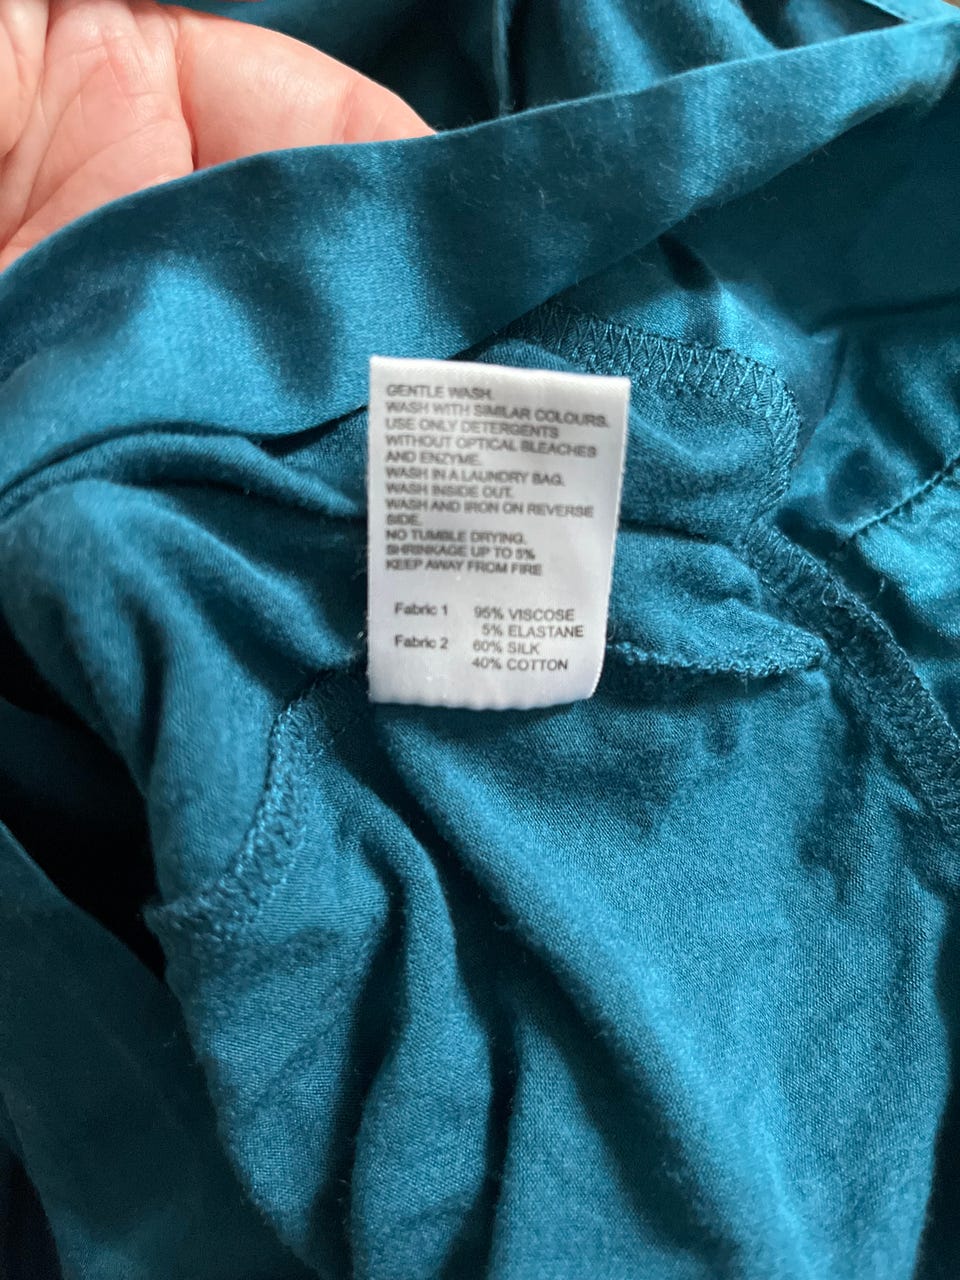 GENTLE WASH.
WASH WITH SIMILAR COLOURS.
USE ONLY DETERGENTS
WITHOUT OPTICAL BLEACHES
AND ENZYME.
WASH IN A LAUNDRY BAG.
WASH INSIDE OUT.
WASH AND IRON ON REVERSE
SIDE.
NO TUMBLE DRYING.
SHRINKAGE UP TO 5%
KEEP AWAY FROM FIRE
Fabric 1 95% VISCOSE
5% ELASTANE
Fabric 2 60% SILK
40% COTTON